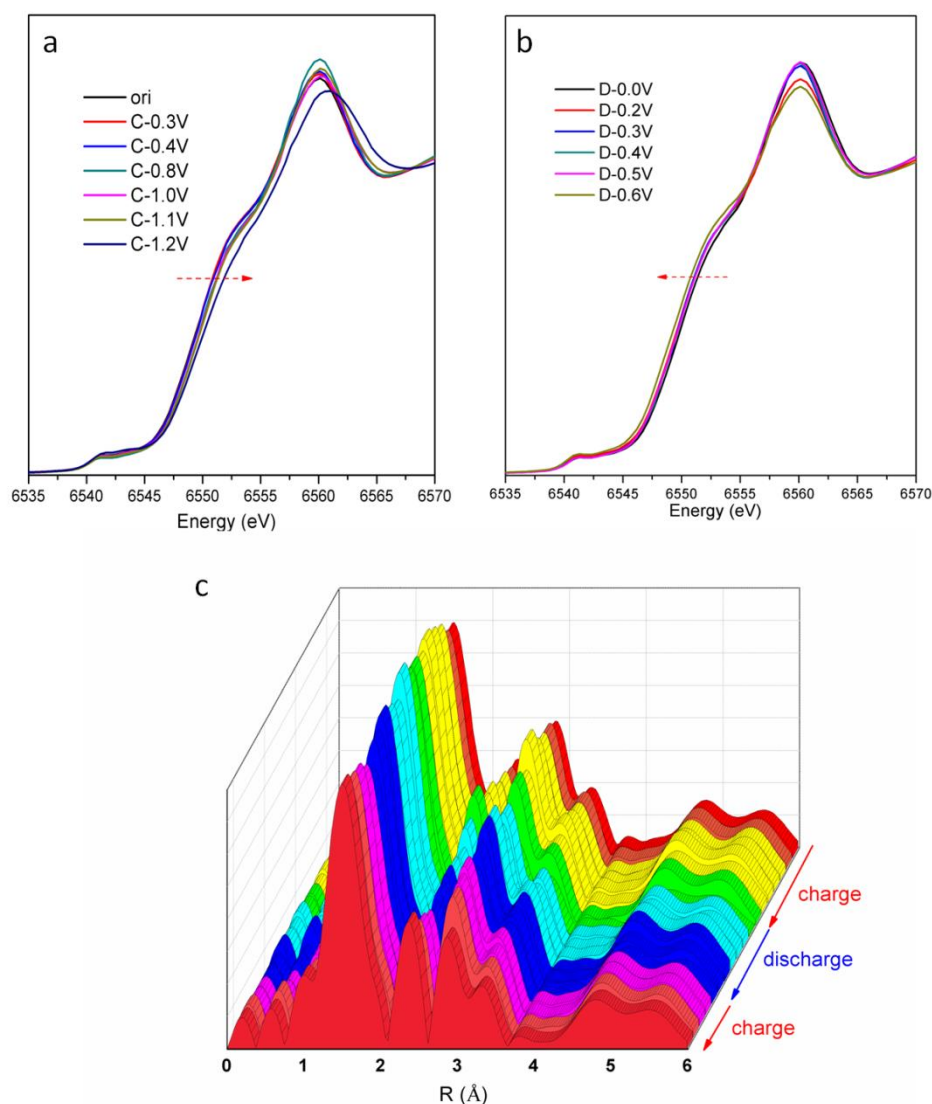 a
ori
C-0.3V
C-0.4V
C-0.8V
C-1.0V
C-1.1V
C-1.2V
6535 6540 6545 6550 6555 6560 6565 6570
Energy (eV)
b
D-0.0V
D-0.2V
D-0.3V
D-0.4V
D-0.5V
D-0.6V
6535 6540 6545 6550 6555 6560 6565 6570
Energy (eV)
c
charge
discharge
charge
0 1 2 3 4 5 6
R (Å)